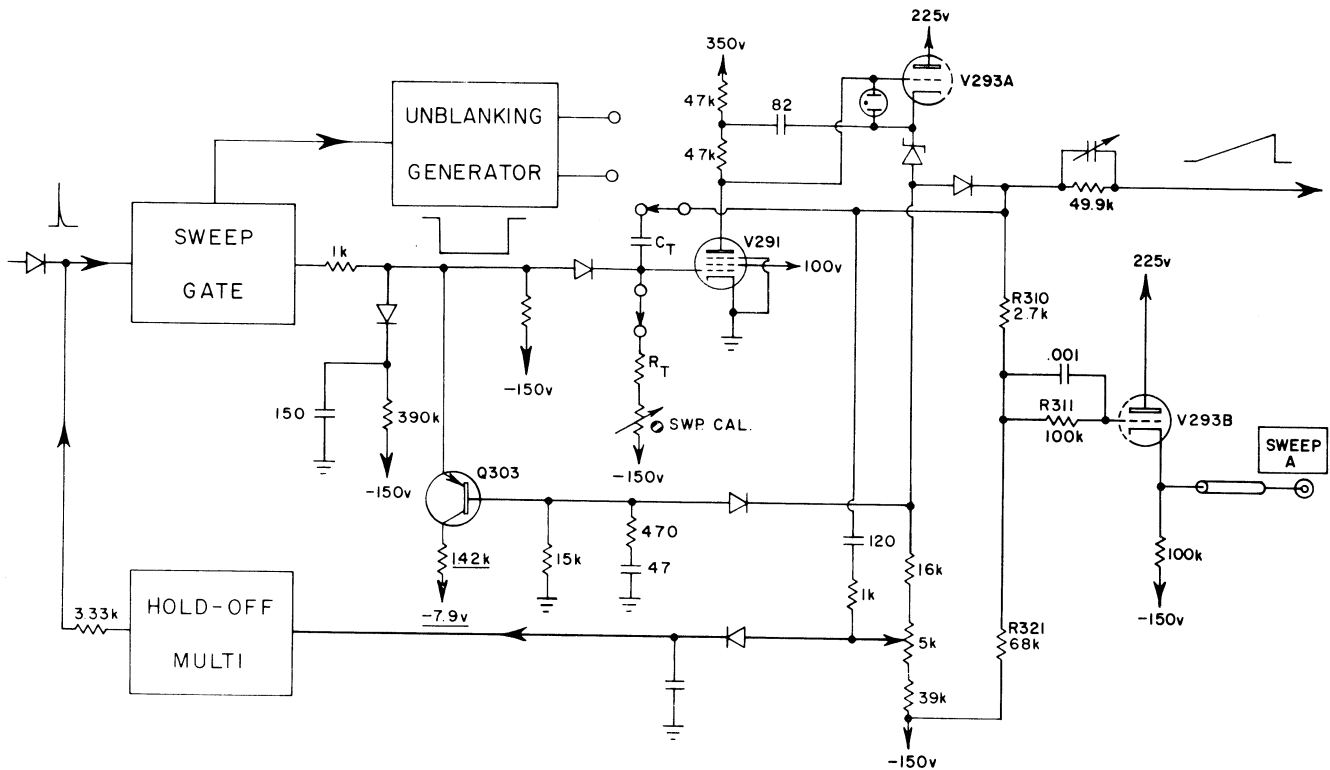 225v
350v
V293A
47k
82
UNBLANKING
GENERATOR
47k
49.9k
SWEEP
GATE
1k
C_T
V291
100v
225v
R310
2.7k
-150v
R_T
.001
150
390k
SWP. CAL.
R311
100k
V293B
-150v
-150v
SWEEP
A
Q303
470
120
142k
15k
47
16k
100k
-7.9v
1k
3.33k
HOLD-OFF
MULTI
5k
R321
68k
-150v
39k
-150v